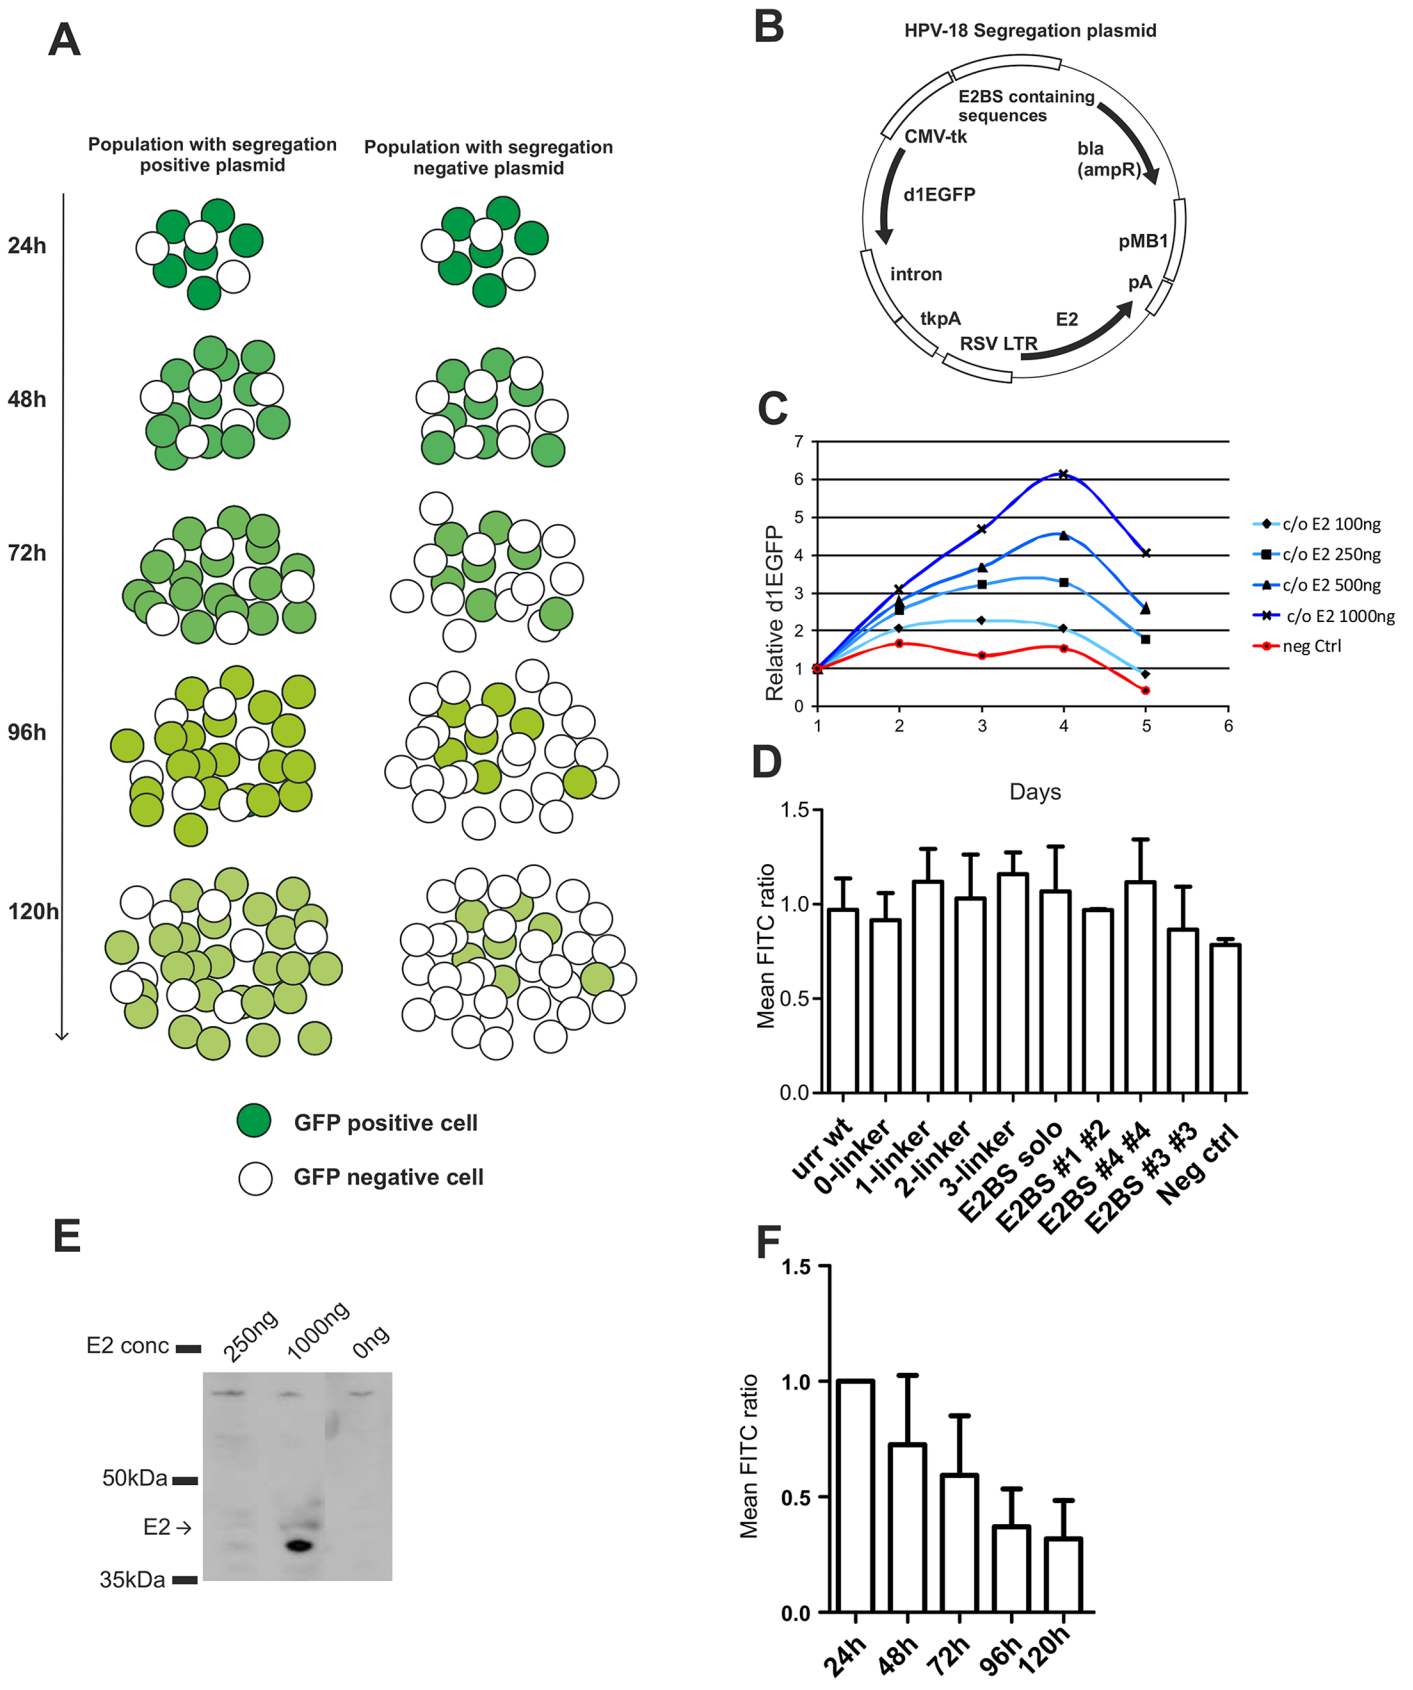 A
Population with segregation
positive plasmid
Population with segregation
negative plasmid
24h
48h
72h
96h
120h
GFP positive cell
GFP negative cell
B
HPV-18 Segregation plasmid
E2BS containing
sequences
CMV-tk
bla
(ampR)
d1EGFP
pMB1
intron
pA
tkpA
E2
RSV LTR
C
Relative d1EGFP
7
6
5
4
3
2
1
0
1
2
3
4
5
6
c/o E2 100ng
c/o E2 250ng
c/o E2 500ng
c/o E2 1000ng
neg Ctrl
Days
D
Mean FITC ratio
1.5
1.0
0.5
0.0
urr wt
0-linker
1-linker
2-linker
3-linker
E2BS solo
E2BS #1 #2
E2BS #4 #4
E2BS #3 #3
Neg ctrl
E
E2 conc
250ng
1000ng
0ng
50kDa
E2→
35kDa
F
Mean FITC ratio
1.5
1.0
0.5
0.0
24h
48h
72h
96h
120h